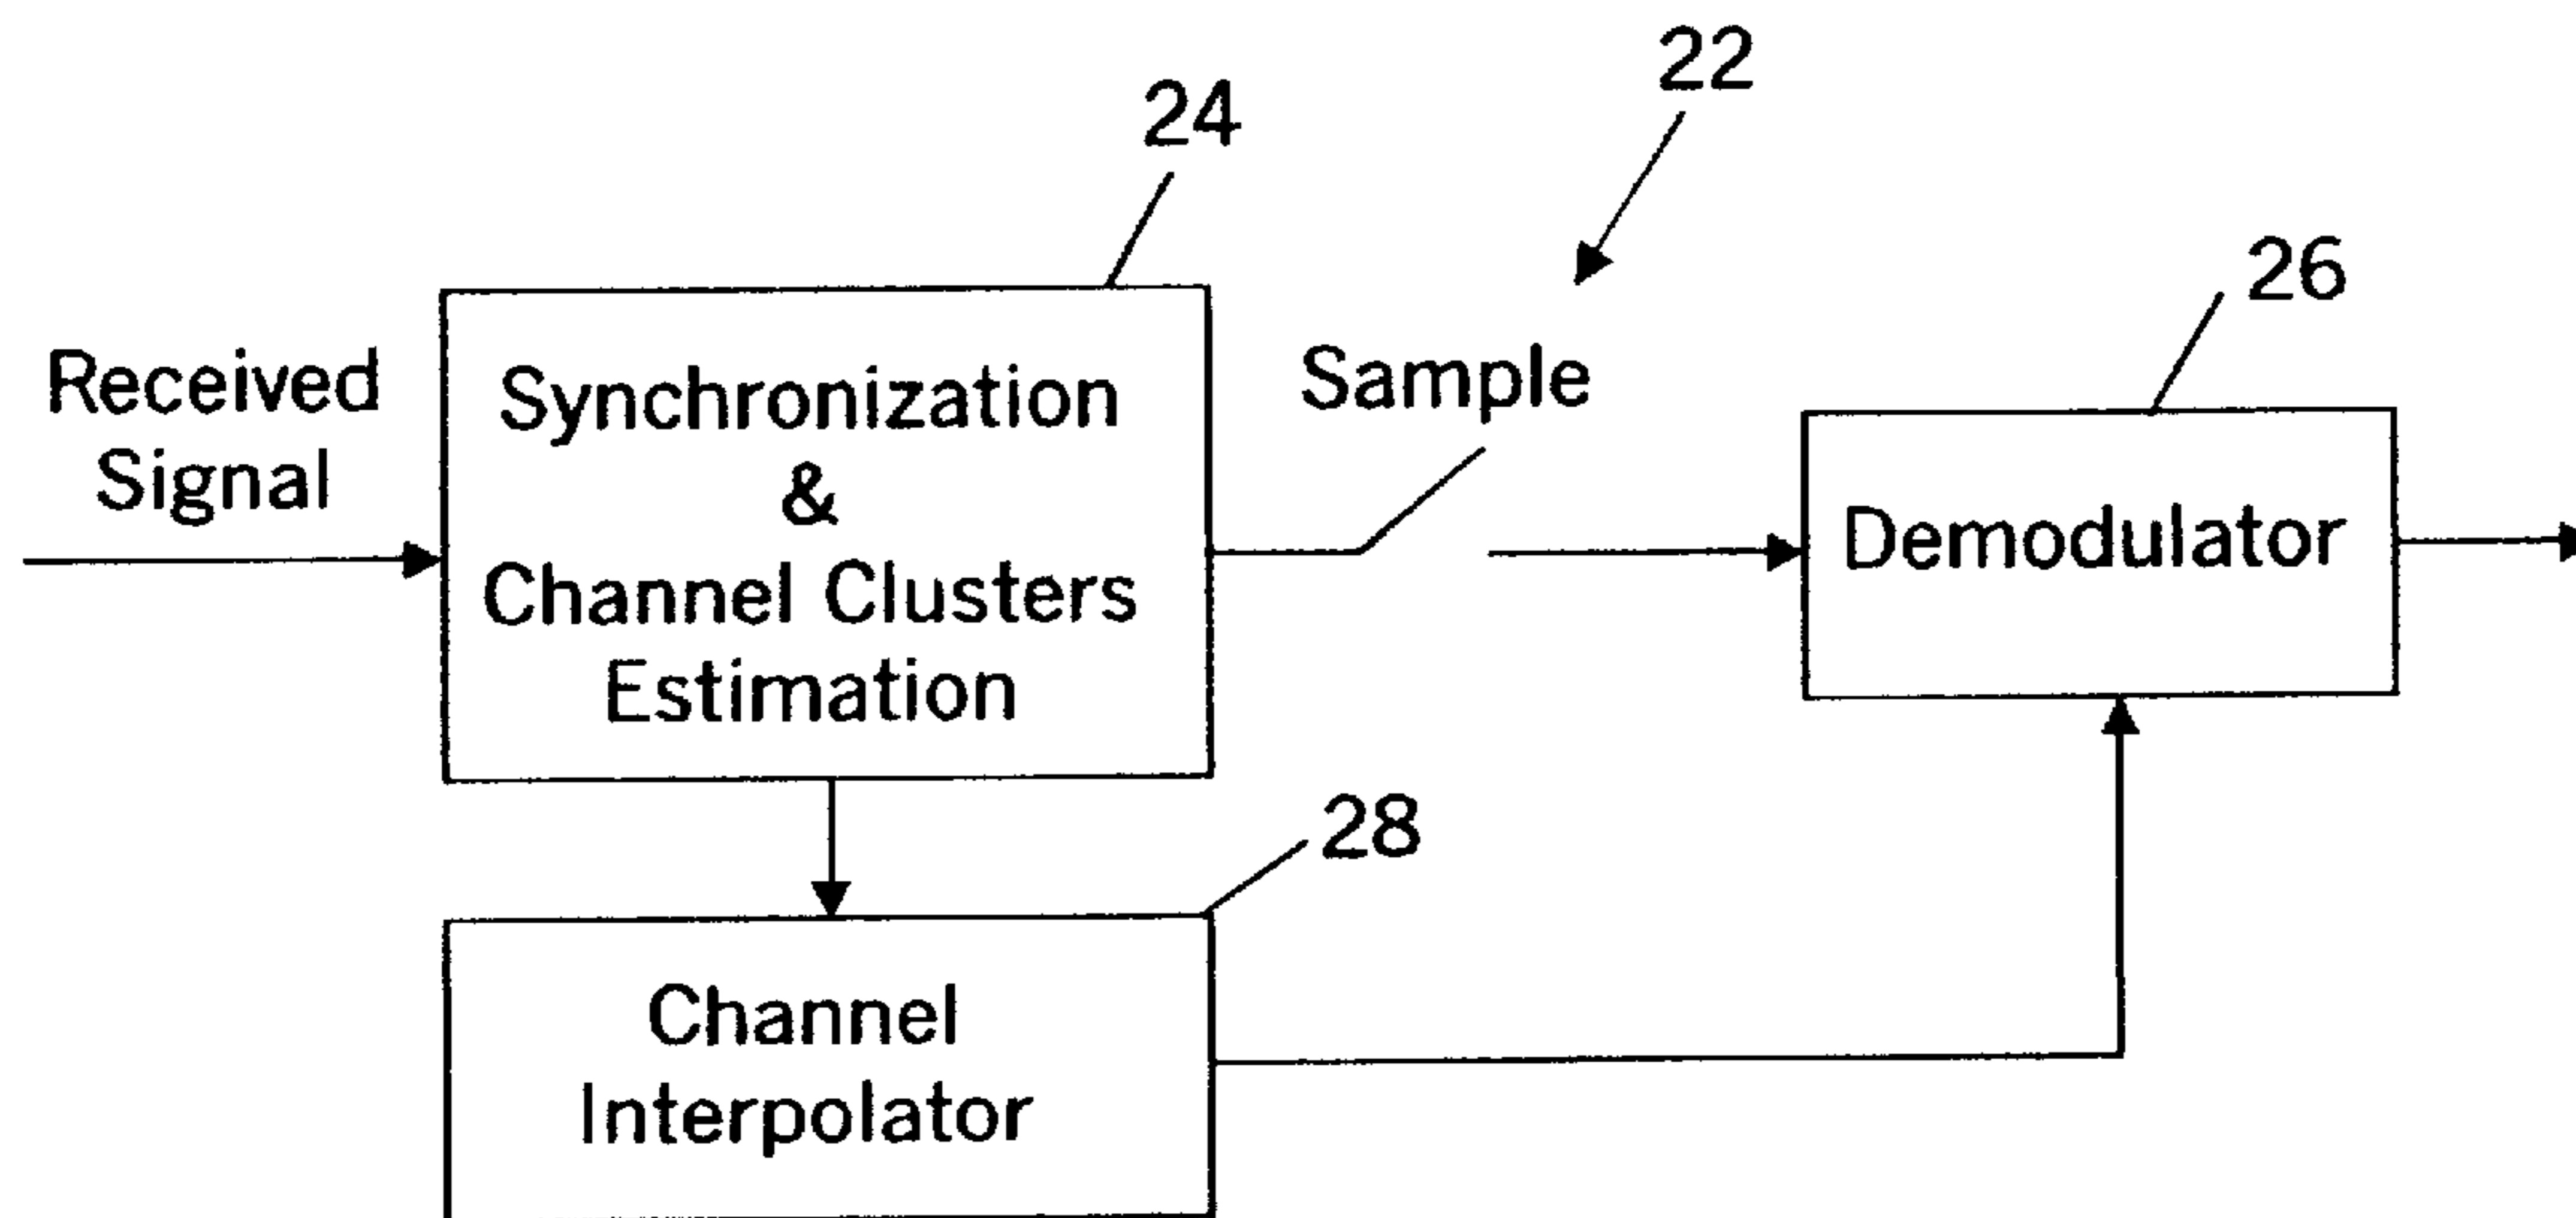 22
24
26
Received
Signal
Synchronization
&
Channel Clusters
Estimation
Sample
Demodulator
28
Channel
Interpolator